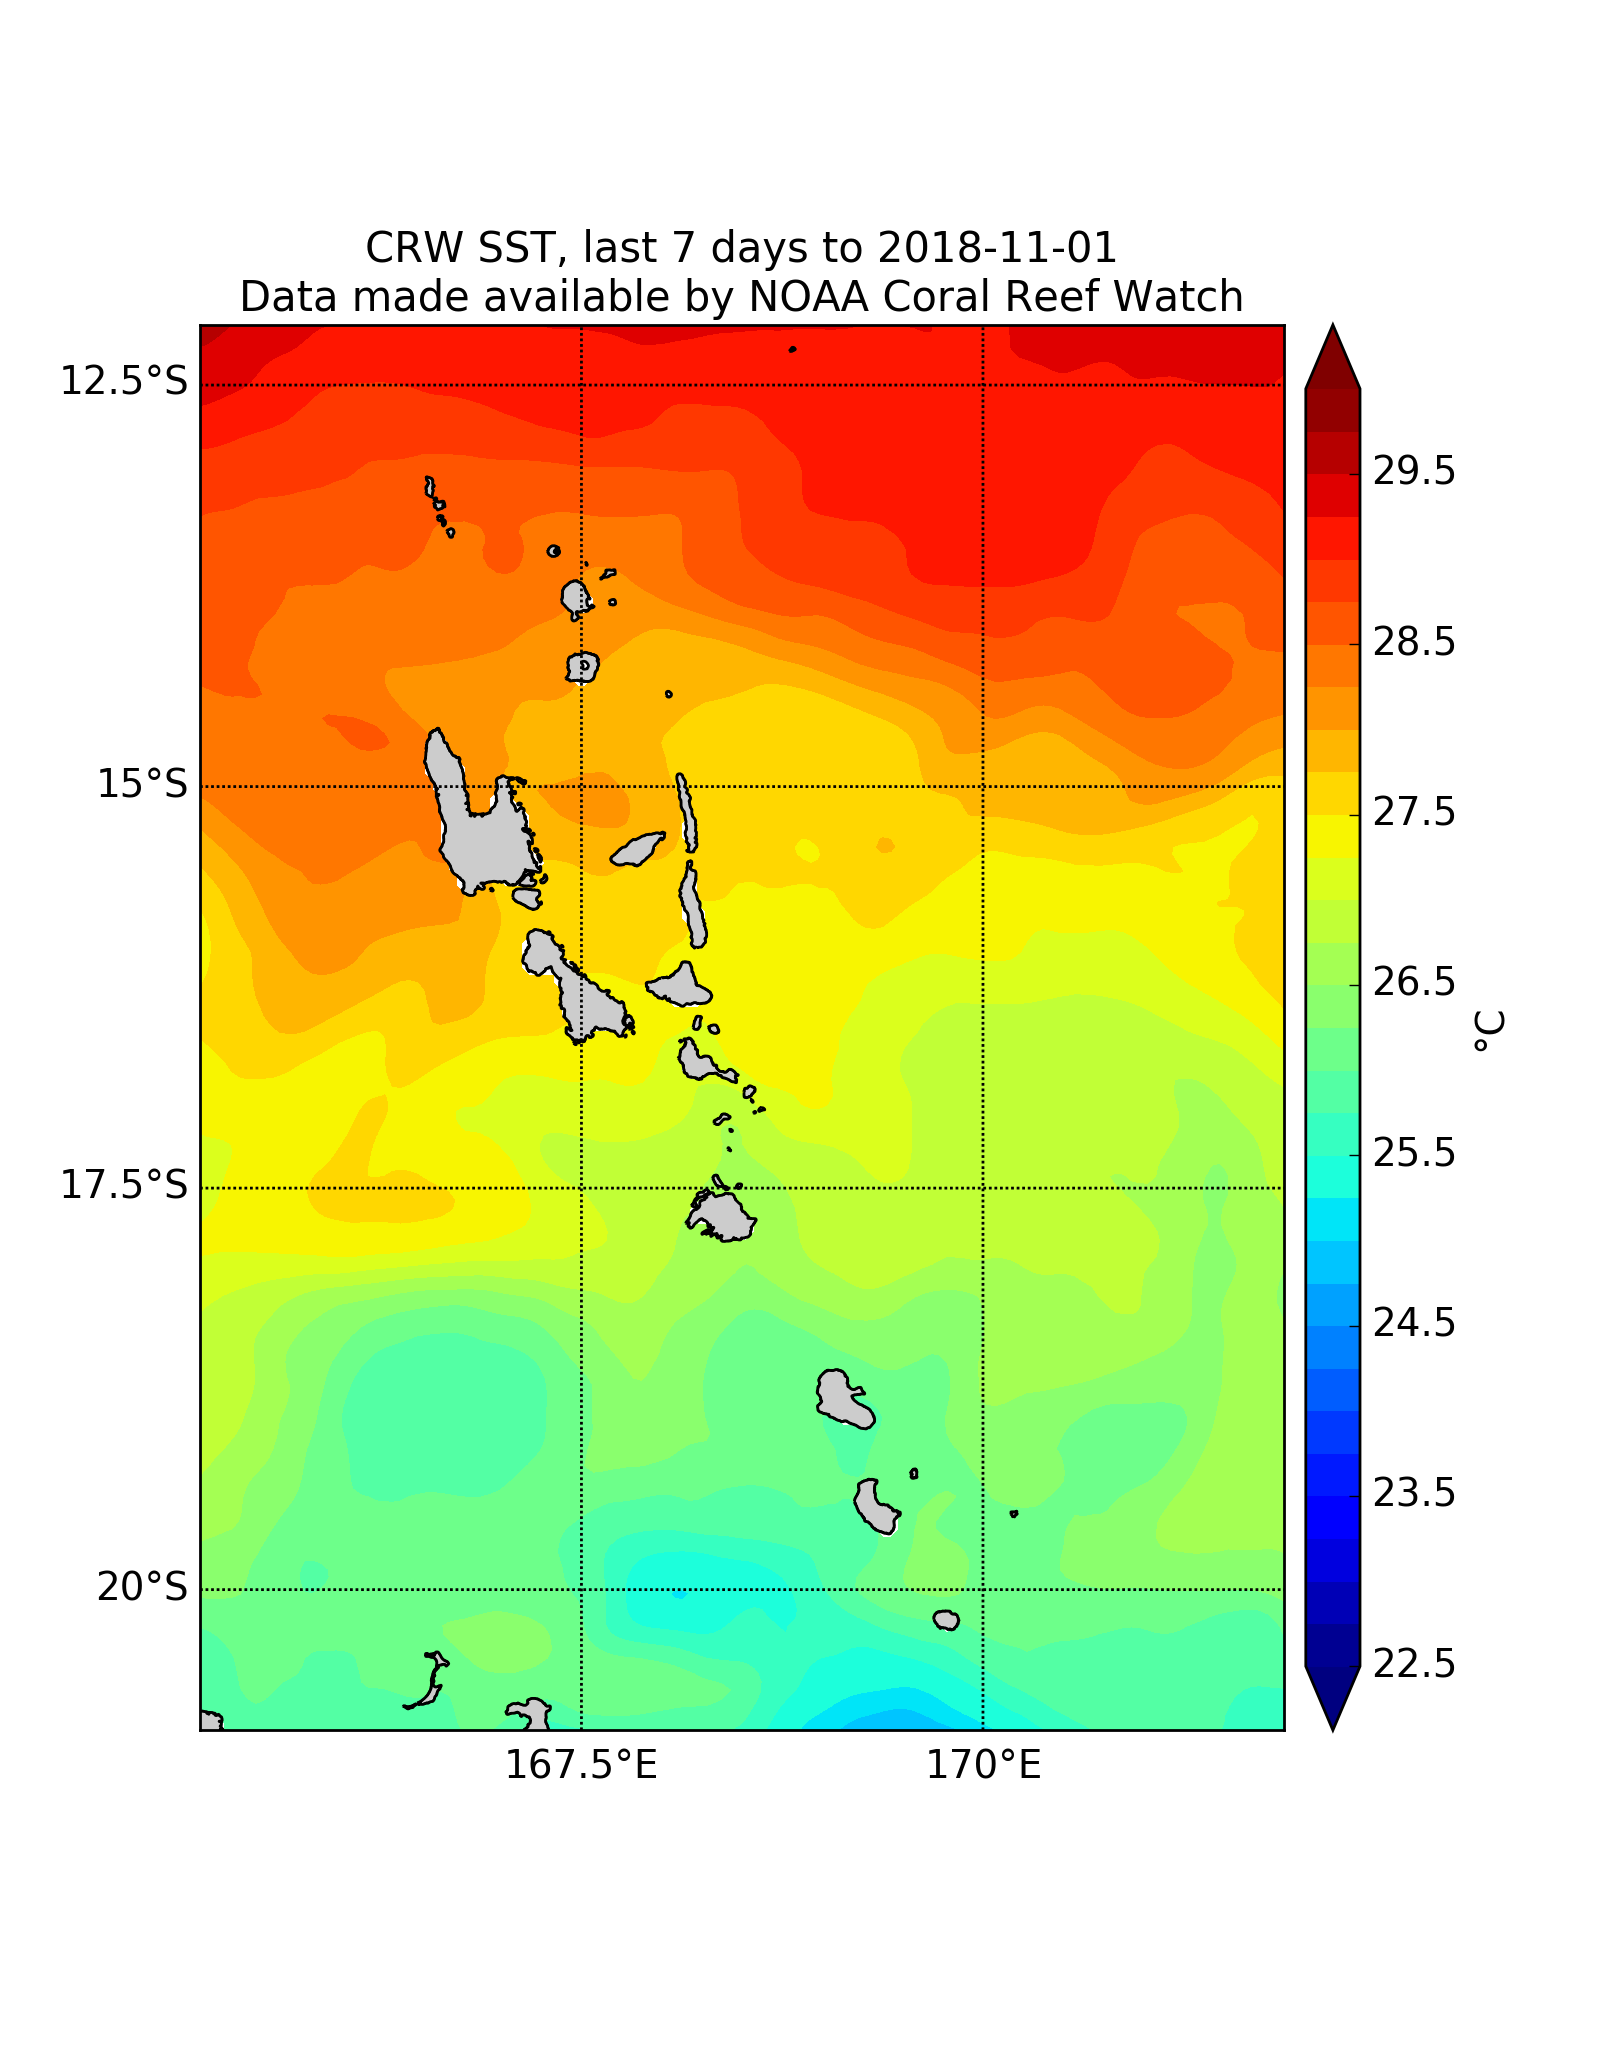 CRW SST, last 7 days to 2018-11-01
Data made available by NOAA Coral Reef Watch
12.5°S
15°S
17.5°S
20°S
167.5°E
170°E
29.5
28.5
27.5
26.5
25.5
24.5
23.5
22.5
°C